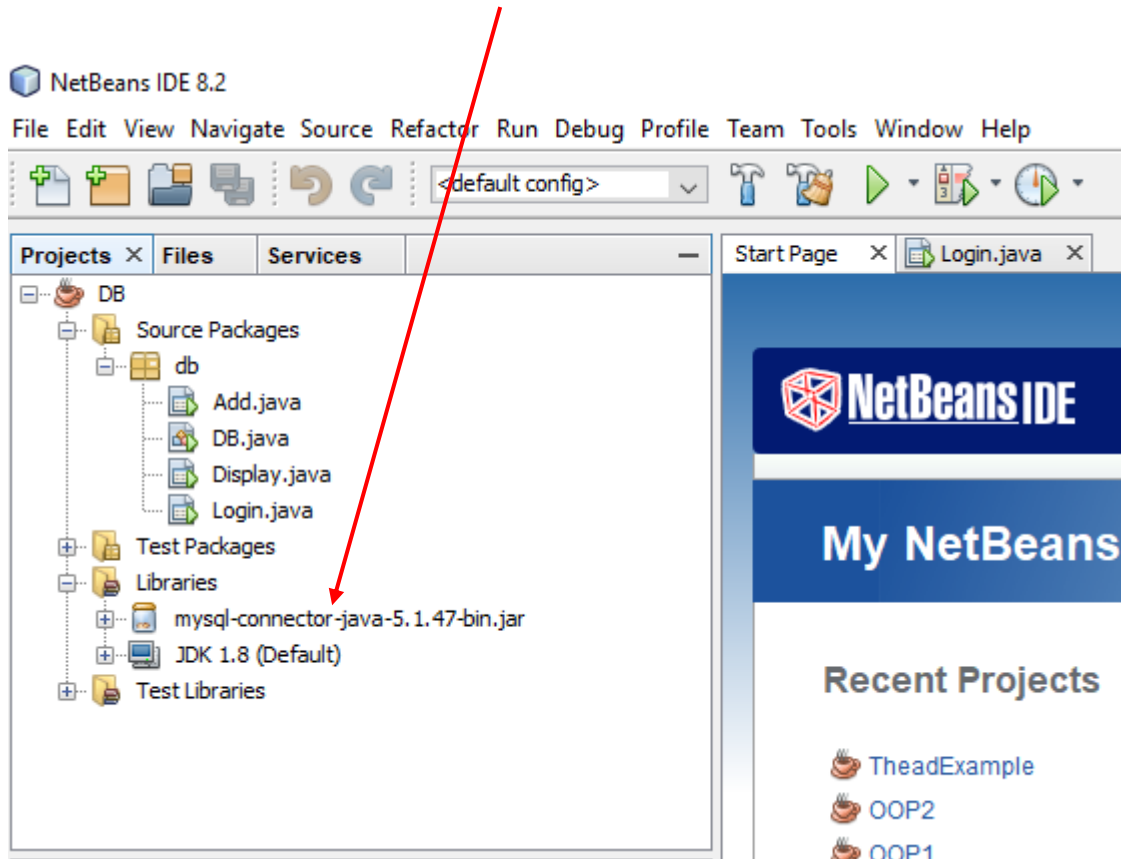 NetBeans IDE 8.2
File Edit View Navigate Source Refactor Run Debug Profile Team Tools Window Help
<default config>
Projects Files Services
Start Page Login.java
DB
Source Packages
db
Add.java
DB.java
Display.java
Login.java
Test Packages
Libraries
mysql-connector-java-5.1.47-bin.jar
JDK 1.8 (Default)
Test Libraries
NetBeans IDE
My NetBeans
Recent Projects
TheadExample
OOP2
OOP1